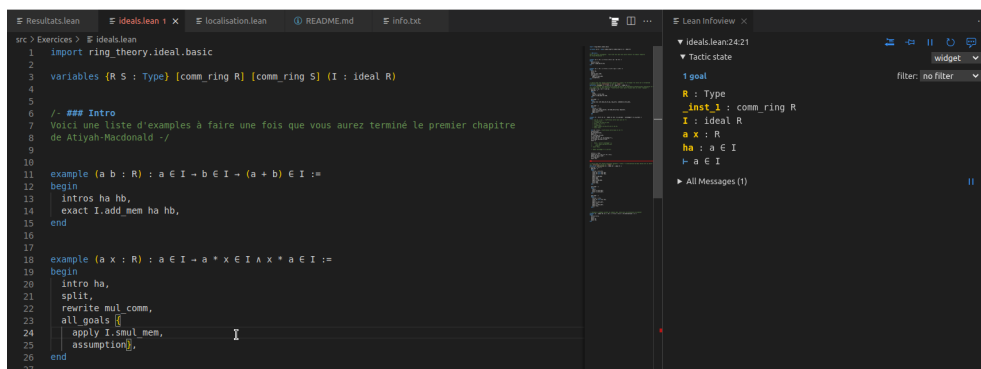 Resultats.lean ideals.lean 1 × localisation.lean README.md info.txt ··· Lean Infoview ×
src > Exercices > ideals.lean
1 import ring_theory.ideal.basic
2
3 variables {R S : Type} [comm_ring R] [comm_ring S] (I : ideal R)
4
5
6 /- ### Intro
7 Voici une liste d'examples à faire une fois que vous aurez terminé le premier chapitre
8 de Atiyah-Macdonald -/
9
10
11 example (a b : R) : a ∈ I → b ∈ I → (a + b) ∈ I :=
12 begin
13 intros ha hb,
14 exact I.add_mem ha hb,
15 end
16
17
18 example (a x : R) : a ∈ I → a * x ∈ I ∧ x * a ∈ I :=
19 begin
20 intro ha,
21 split,
22 rewrite mul_comm,
23 all_goals {
24 apply I.smul_mem,
25 assumption},
26 end
▼ ideals.lean:24:21
▼ Tactic state widget
1 goal filter: no filter
R : Type
_inst_1 : comm_ring R
I : ideal R
a x : R
ha : a ∈ I
⊢ a ∈ I
▶ All Messages (1)